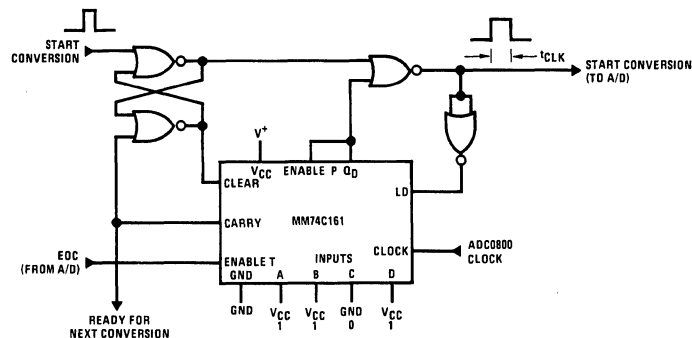 START
CONVERSION
tCLK
START CONVERSION
(TO A/D)
V+
VCC
ENABLE P QD
CLEAR
LD
CARRY
MM74C161
EOC
(FROM A/D)
ENABLE T
INPUTS
CLOCK
ADC0800
CLOCK
GND A B C D
GND VCC VCC GND VCC
1 1 0 1
READY FOR
NEXT CONVERSION